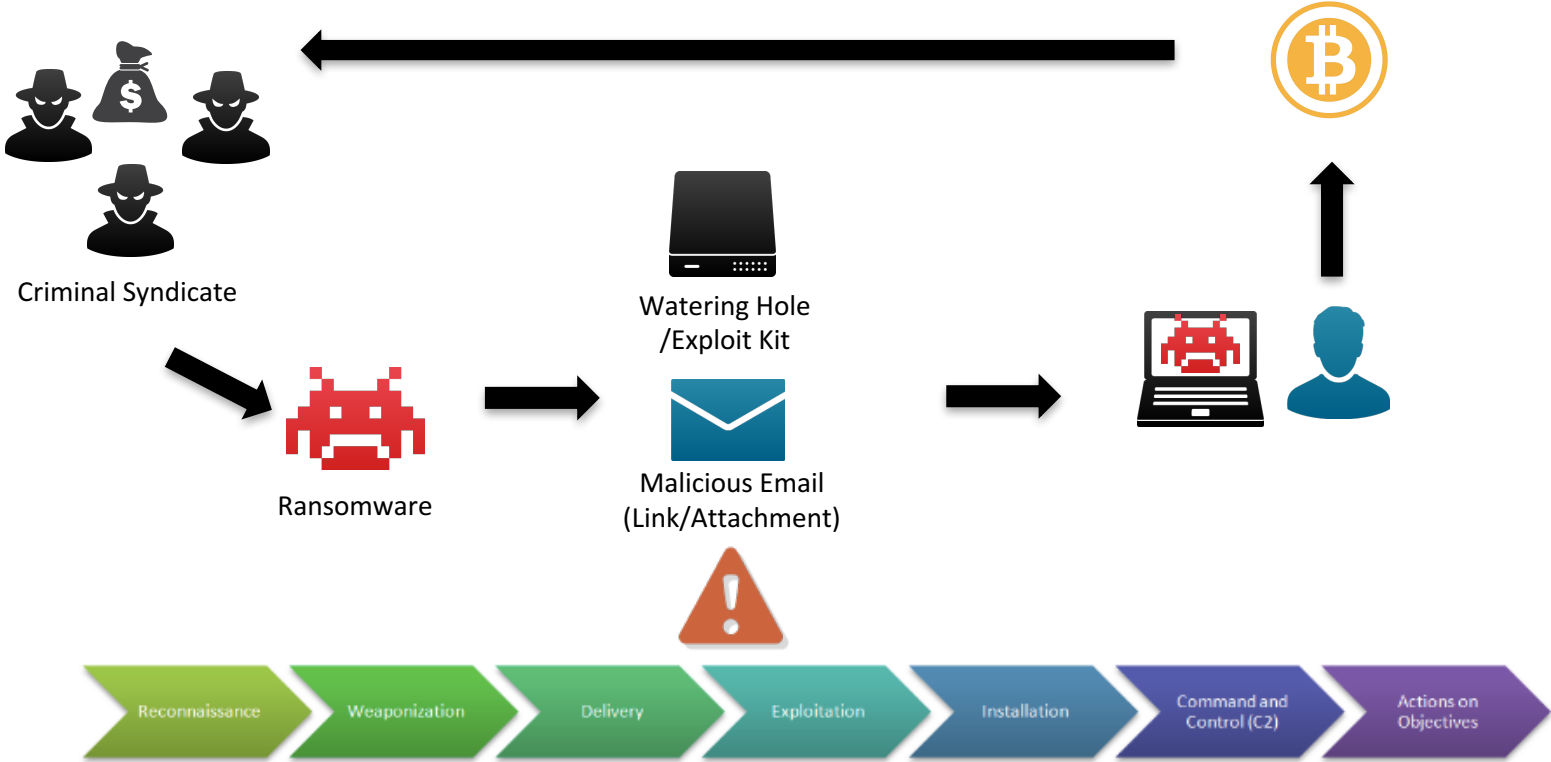 $
Criminal Syndicate
Watering Hole
/Exploit Kit
Ransomware
Malicious Email
(Link/Attachment)
Reconnaissance
Weaponization
Delivery
Exploitation
Installation
Command and
Control (C2)
Actions on
Objectives